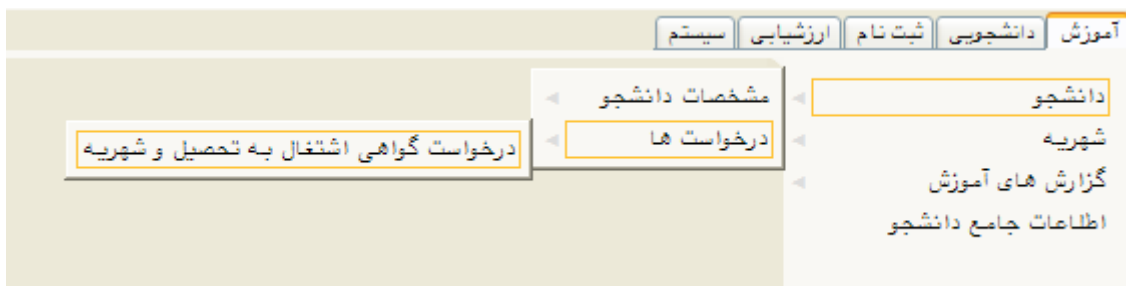 آموزش دانشجویی ثبت نام ارزشیابی سیستم
دانشجو
شهریه
گزارش های آموزش
اطلاعات جامع دانشجو
مشخصات دانشجو
درخواست ها
درخواست گواهی اشتغال به تحصیل و شهریه